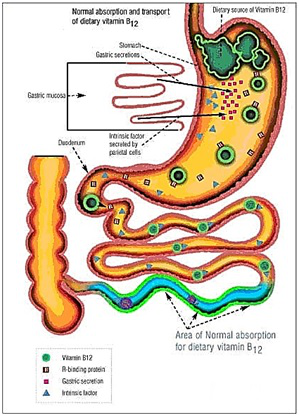 Normal absorption and transport
of dietary vitamin B12
Dietary source of Vitamin B12
Stomach
Gastric secretions
Gastric mucosa
Intrinsic factor
secreted by
parietal cells
Duodenum
R
R
R
R
R
R
R
R
Area of Normal absorption
for dietary vitamin B12
Vitamin B12
R R-binding protein
Gastric secretion
Intrinsic factor